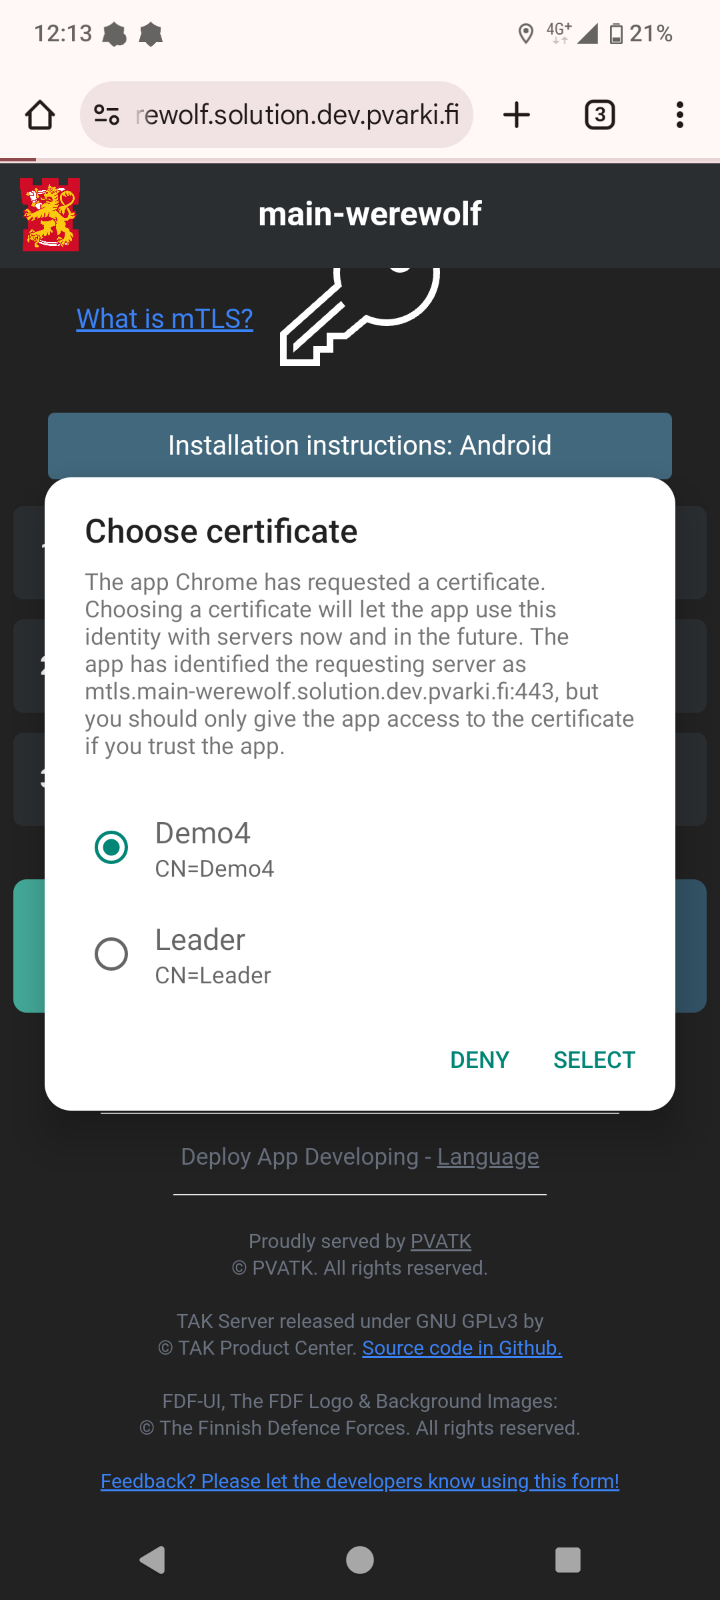 12:13
4G+
21%
rewolf.solution.dev.pvarki.fi
3
main-werewolf
What is mTLS?
Installation instructions: Android
Choose certificate
The app Chrome has requested a certificate.
Choosing a certificate will let the app use this
identity with servers now and in the future. The
app has identified the requesting server as
mtls.main-werewolf.solution.dev.pvarki.fi:443, but
you should only give the app access to the certificate
if you trust the app.
Demo4
CN=Demo4
Leader
CN=Leader
DENY SELECT
Deploy App Developing - Language
Proudly served by PVATK
© PVATK. All rights reserved.
TAK Server released under GNU GPLv3 by
© TAK Product Center. Source code in Github.
FDF-UI, The FDF Logo & Background Images:
© The Finnish Defence Forces. All rights reserved.
Feedback? Please let the developers know using this form!